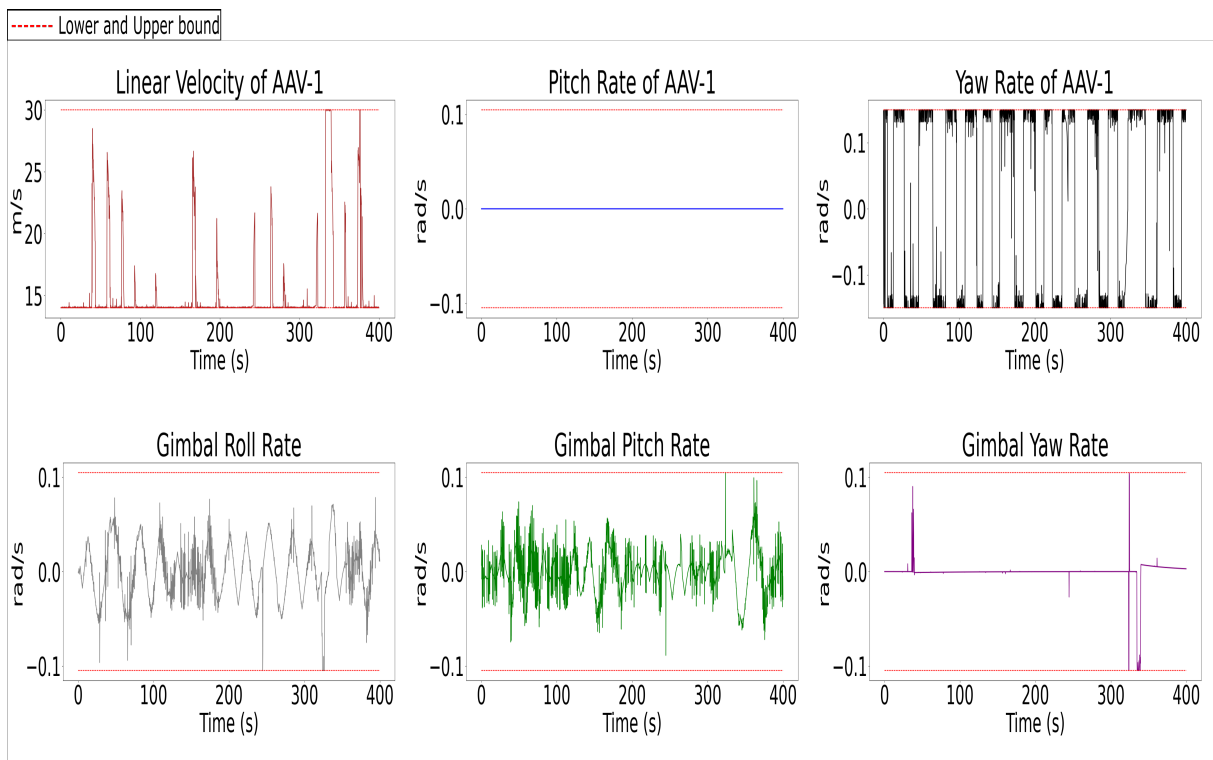 Lower and Upper bound
Linear Velocity of AAV-1
Pitch Rate of AAV-1
Yaw Rate of AAV-1
30
25
20
15
m/s
0 100 200 300 400
Time (s)
0.1
0.0
−0.1
rad/s
0 100 200 300 400
Time (s)
0.1
0.0
−0.1
rad/s
0 100 200 300 400
Time (s)
Gimbal Roll Rate
Gimbal Pitch Rate
Gimbal Yaw Rate
0.1
0.0
−0.1
rad/s
0 100 200 300 400
Time (s)
0.1
0.0
−0.1
rad/s
0 100 200 300 400
Time (s)
0.1
0.0
−0.1
rad/s
0 100 200 300 400
Time (s)